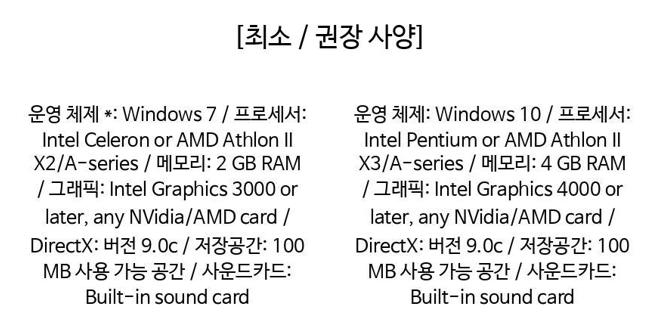 [최소 / 권장 사양]
운영 체제 *: Windows 7 / 프로세서:
Intel Celeron or AMD Athlon II
X2/A-series / 메모리: 2 GB RAM
/ 그래픽: Intel Graphics 3000 or
later, any NVidia/AMD card /
DirectX: 버전 9.0c / 저장공간: 100
MB 사용 가능 공간 / 사운드카드:
Built-in sound card
운영 체제: Windows 10 / 프로세서:
Intel Pentium or AMD Athlon II
X3/A-series / 메모리: 4 GB RAM
/ 그래픽: Intel Graphics 4000 or
later, any NVidia/AMD card /
DirectX: 버전 9.0c / 저장공간: 100
MB 사용 가능 공간 / 사운드카드:
Built-in sound card